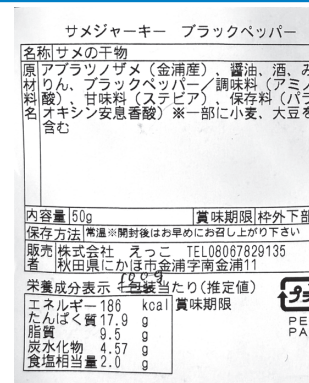 サメジャーキー ブラックペッパー
名称 サメの干物
原材料名 アブラツノザメ(金浦産)、醤油、酒、み
りん、ブラックペッパー/調味料(アミノ
酸)、甘味料(ステビア)、保存料(パラ
オキシン安息香酸)※一部に小麦、大豆を
含む
内容量 50g 賞味期限 枠外下部
保存方法 常温※開封後はお早めにお召し上がり下さい
販売者 株式会社 えっこ TEL08067829135
秋田県にかほ市金浦字南金浦11
100g
栄養成分表示 1包装当たり(推定値)
エネルギー 186 kcal 賞味期限
たんぱく質 17.9 g
脂質 9.5 g
炭水化物 4.57 g
食塩相当量 2.0 g
プラ
PE
PA